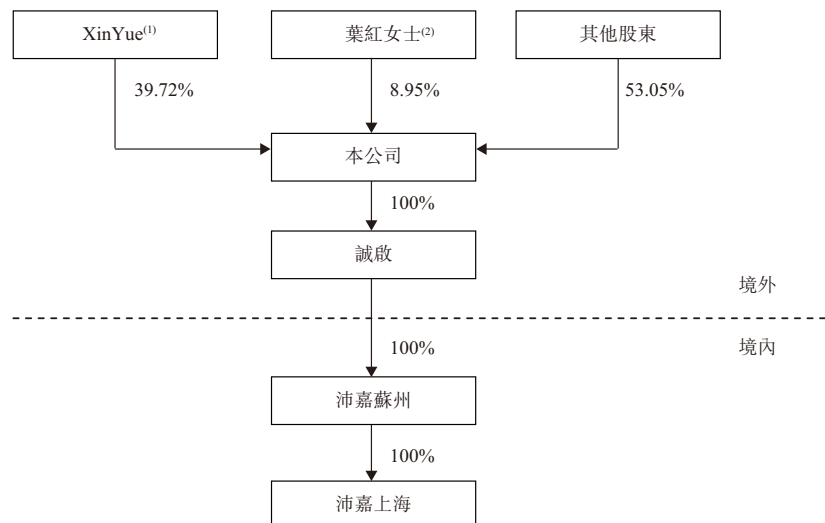 XinYue(1)
葉紅女士(2)
其他股東
39.72%
8.95%
53.05%
本公司
100%
誠啟
境外
境內
100%
沛嘉蘇州
100%
沛嘉上海